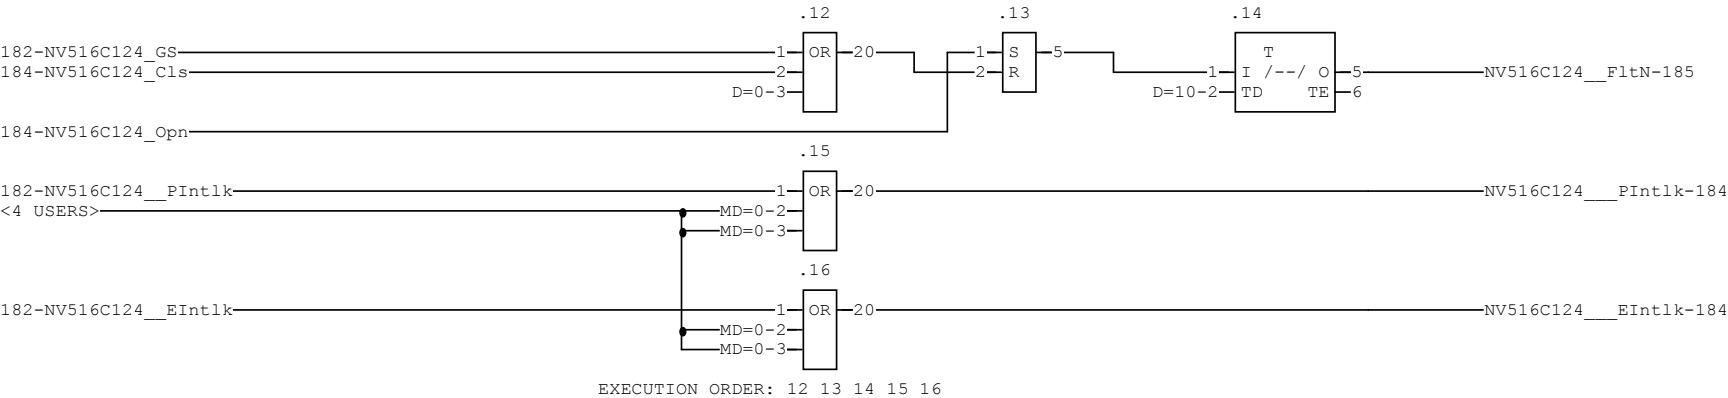 .12 .13 .14
182-NV516C124_GS 1 OR 20 1 S 5 T
184-NV516C124_Cls 2 2 R 1 I /--/ O 5 NV516C124__FltN-185
D=0-3 D=10-2 TD TE 6
184-NV516C124_Opn
.15
182-NV516C124__PIntlk 1 OR 20 NV516C124___PIntlk-184
<4 USERS> MD=0-2
MD=0-3
.16
182-NV516C124__EIntlk 1 OR 20 NV516C124___EIntlk-184
MD=0-2
MD=0-3
EXECUTION ORDER: 12 13 14 15 16